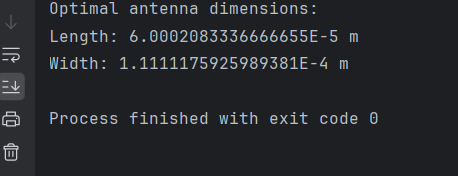 Optimal antenna dimensions:
Length: 6.0002083336666655E-5 m
Width: 1.1111175925989381E-4 m
Process finished with exit code 0